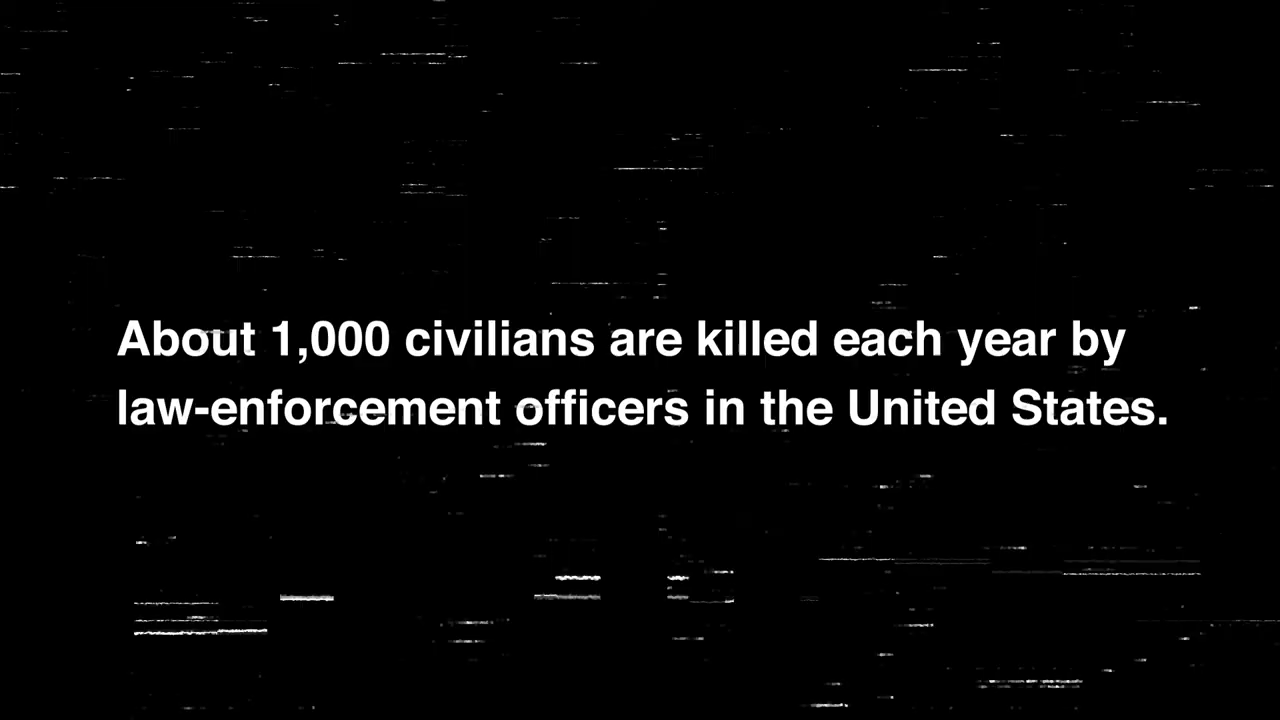 About 1,000 civilians are killed each year by
law-enforcement officers in the United States.